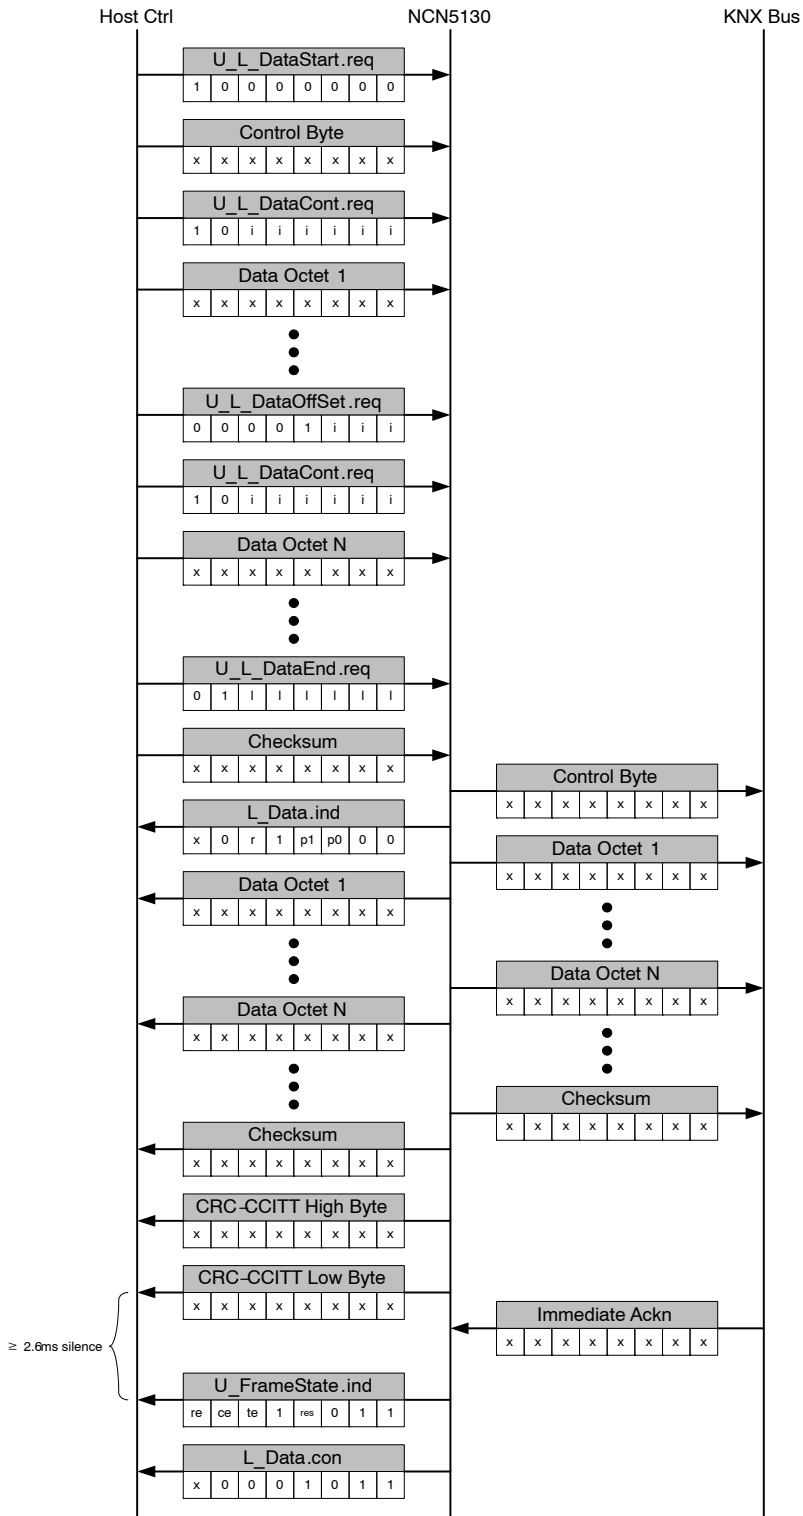 Host Ctrl NCN5130 KNX Bus
U_L_DataStart.req
1 0 0 0 0 0 0 0
Control Byte
x x x x x x x x
U_L_DataCont.req
1 0 i i i i i i
Data Octet 1
x x x x x x x x
U_L_DataOffSet.req
0 0 0 0 1 i i i
U_L_DataCont.req
1 0 i i i i i i
Data Octet N
x x x x x x x x
U_L_DataEnd.req
0 1 l l l l l l
Checksum
x x x x x x x x
Control Byte
x x x x x x x x
L_Data.ind
x 0 r 1 p1 p0 0 0
Data Octet 1
x x x x x x x x
Data Octet 1
x x x x x x x x
Data Octet N
x x x x x x x x
Data Octet N
x x x x x x x x
Checksum
x x x x x x x x
Checksum
x x x x x x x x
CRC-CCITT High Byte
x x x x x x x x
CRC-CCITT Low Byte
x x x x x x x x
Immediate Ackn
x x x x x x x x
≥ 2.6ms silence
U_FrameState.ind
re ce te 1 res 0 1 1
L_Data.con
x 0 0 0 1 0 1 1